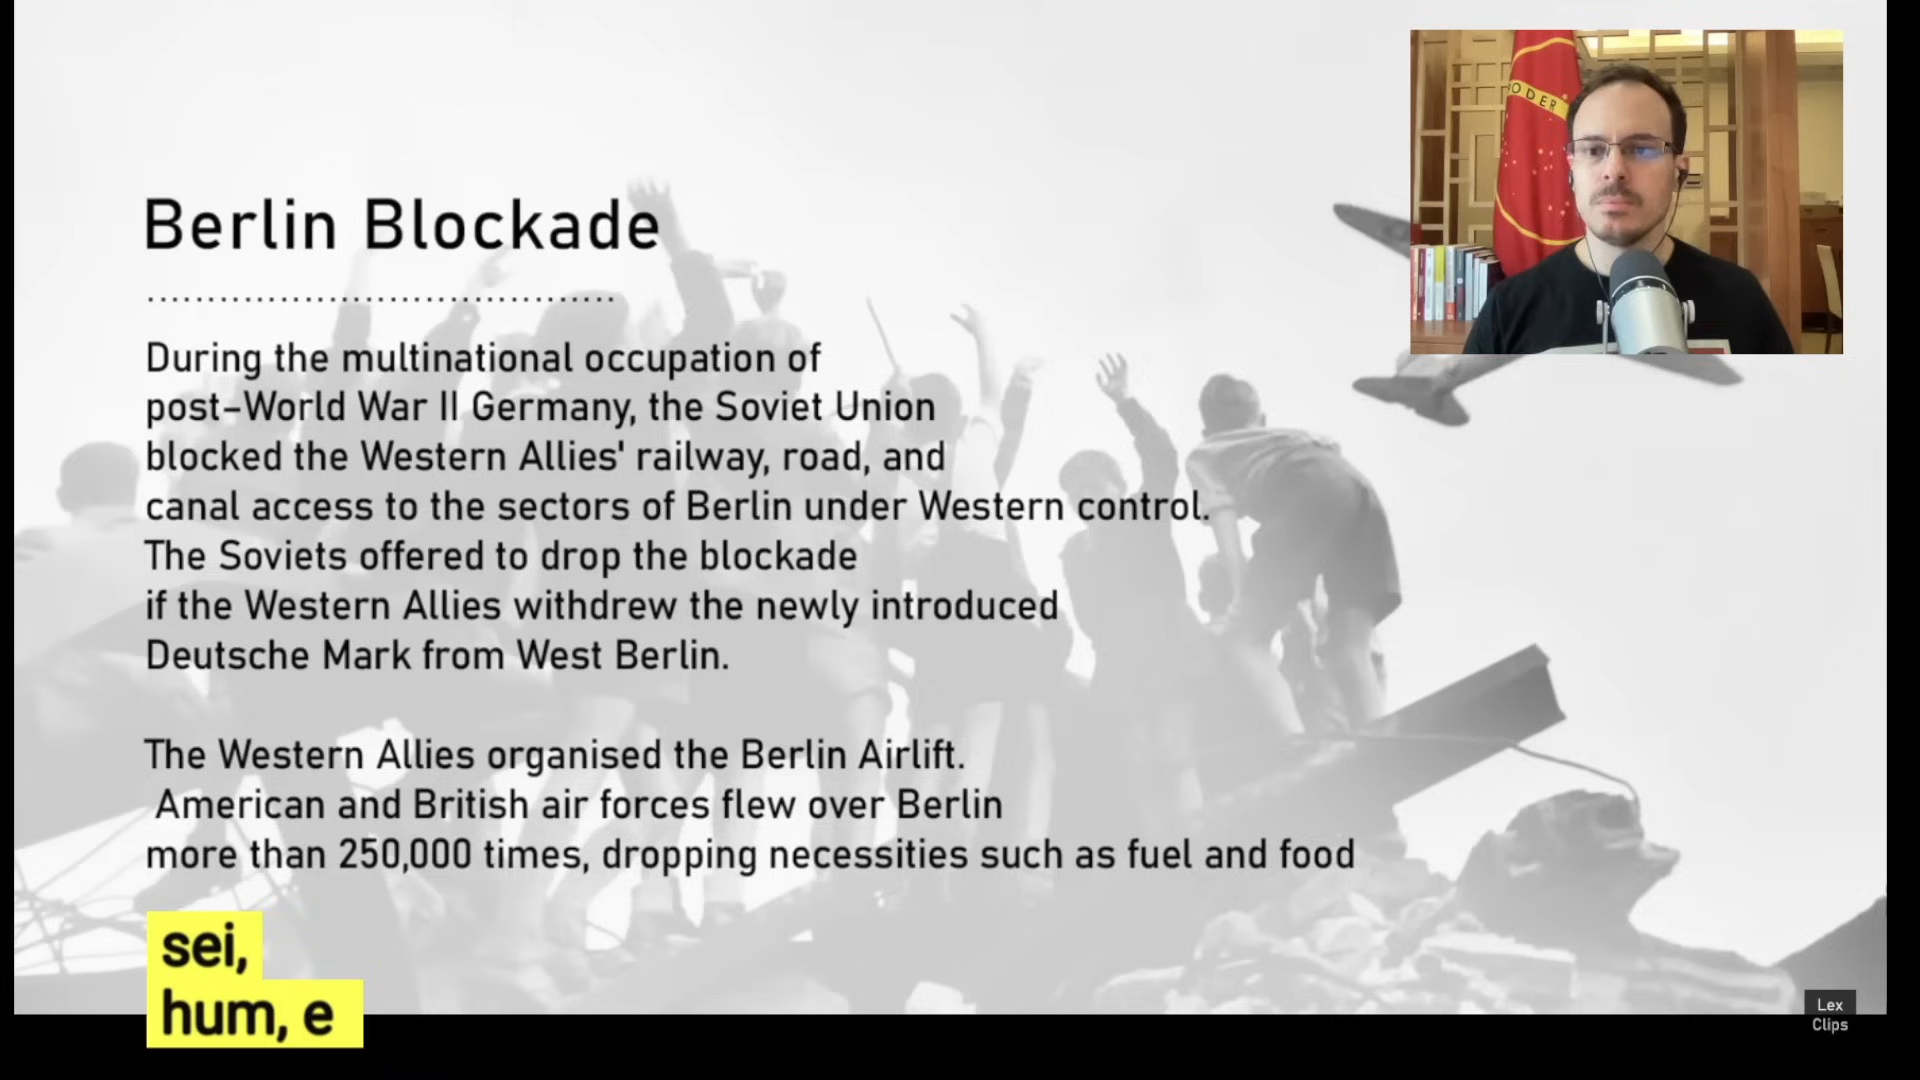 Berlin Blockade
During the multinational occupation of
post-World War II Germany, the Soviet Union
blocked the Western Allies' railway, road, and
canal access to the sectors of Berlin under Western control.
The Soviets offered to drop the blockade
if the Western Allies withdrew the newly introduced
Deutsche Mark from West Berlin.
The Western Allies organised the Berlin Airlift.
American and British air forces flew over Berlin
more than 250,000 times, dropping necessities such as fuel and food
ODER
sei,
hum, e
Lex
Clips